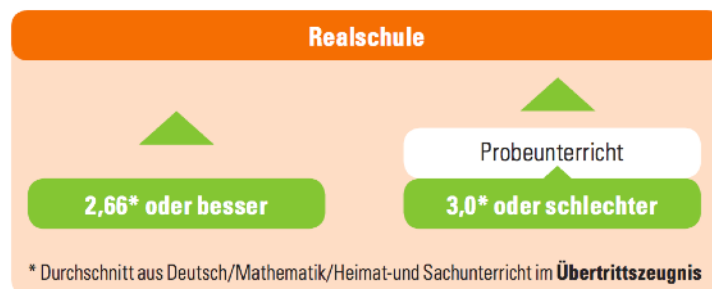 Realschule
Probeunterricht
2,66* oder besser
3,0* oder schlechter
* Durchschnitt aus Deutsch/Mathematik/Heimat-und Sachunterricht im Übertrittszeugnis